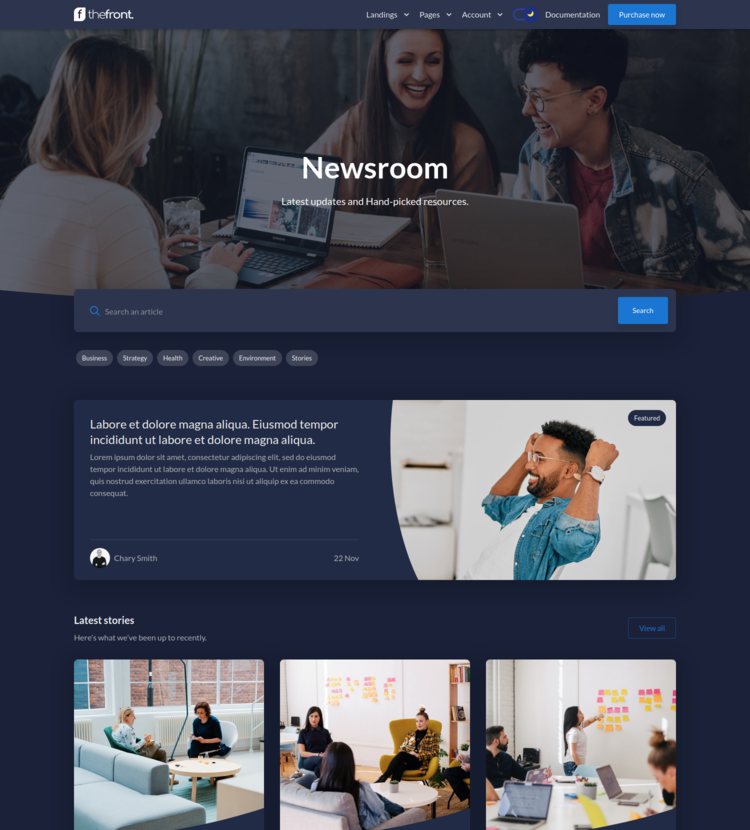 thefront.
Landings Pages Account Documentation Purchase now
Newsroom
Latest updates and Hand-picked resources.
Search an article Search
Business Strategy Health Creative Environment Stories
Featured
Labore et dolore magna aliqua. Eiusmod tempor
incididunt ut labore et dolore magna aliqua.
Lorem ipsum dolor sit amet, consectetur adipiscing elit, sed do eiusmod
tempor incididunt ut labore et dolore magna aliqua. Ut enim ad minim veniam,
quis nostrud exercitation ullamco laboris nisi ut aliquip ex ea commodo
consequat.
Chary Smith 22 Nov
Latest stories
Here's what we've been up to recently.
View all